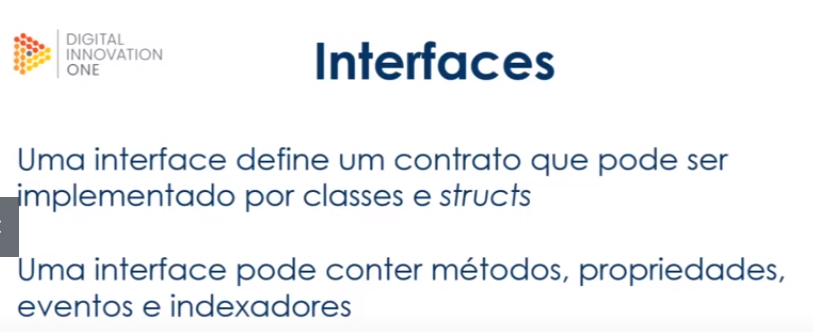 DIGITAL
INNOVATION
ONE
Interfaces
Uma interface define um contrato que pode ser
implementado por classes e structs
Uma interface pode conter métodos, propriedades,
eventos e indexadores